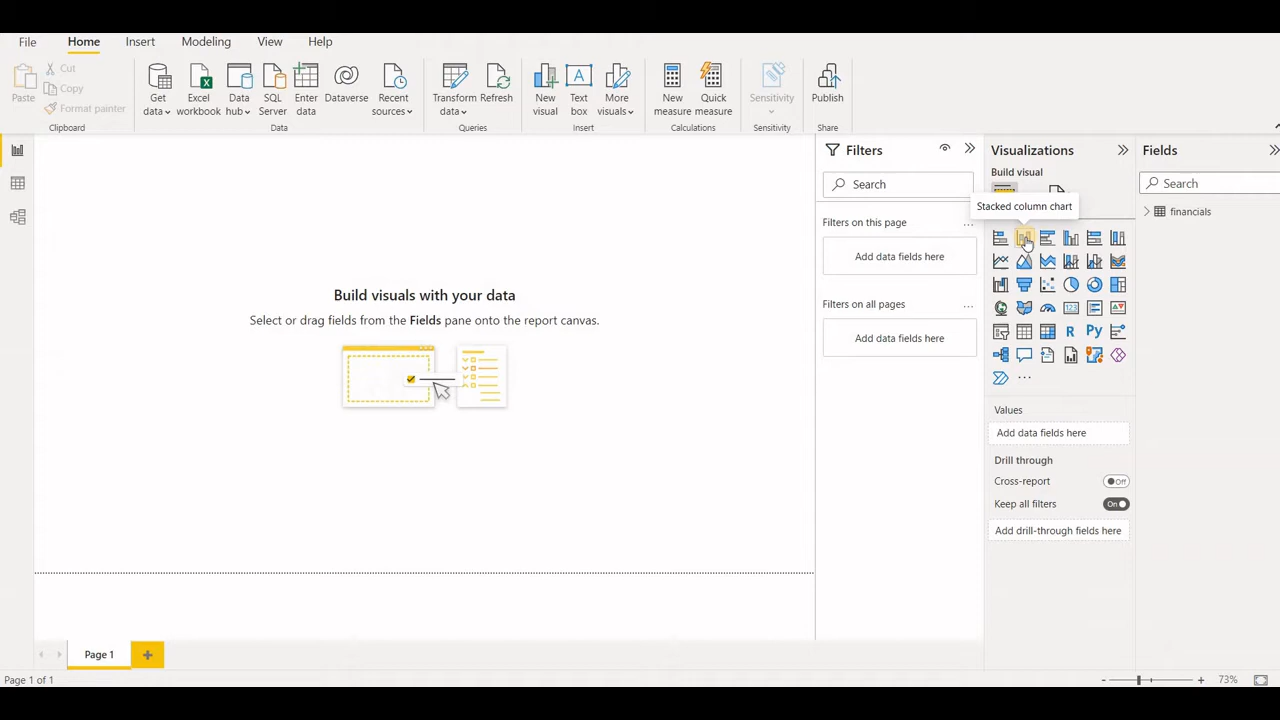 File Home Insert Modeling View Help
Paste Cut
Copy
Format painter
Clipboard
Get data
Excel workbook
Data hub
SQL Server
Enter data
Dataverse
Recent sources
Data
Transform data
Refresh
Queries
New visual
Text box
More visuals
Insert
New measure
Quick measure
Calculations
Sensitivity
Sensitivity
Publish
Share
Build visuals with your data
Select or drag fields from the Fields pane onto the report canvas.
Filters
Search
Filters on this page ...
Add data fields here
Filters on all pages ...
Add data fields here
Visualizations
Build visual
Stacked column chart
R Py
123
...
Values
Add data fields here
Drill through
Cross-report Off
Keep all filters On
Add drill-through fields here
Fields
Search
financials
Page 1
Page 1 of 1
- + 73%